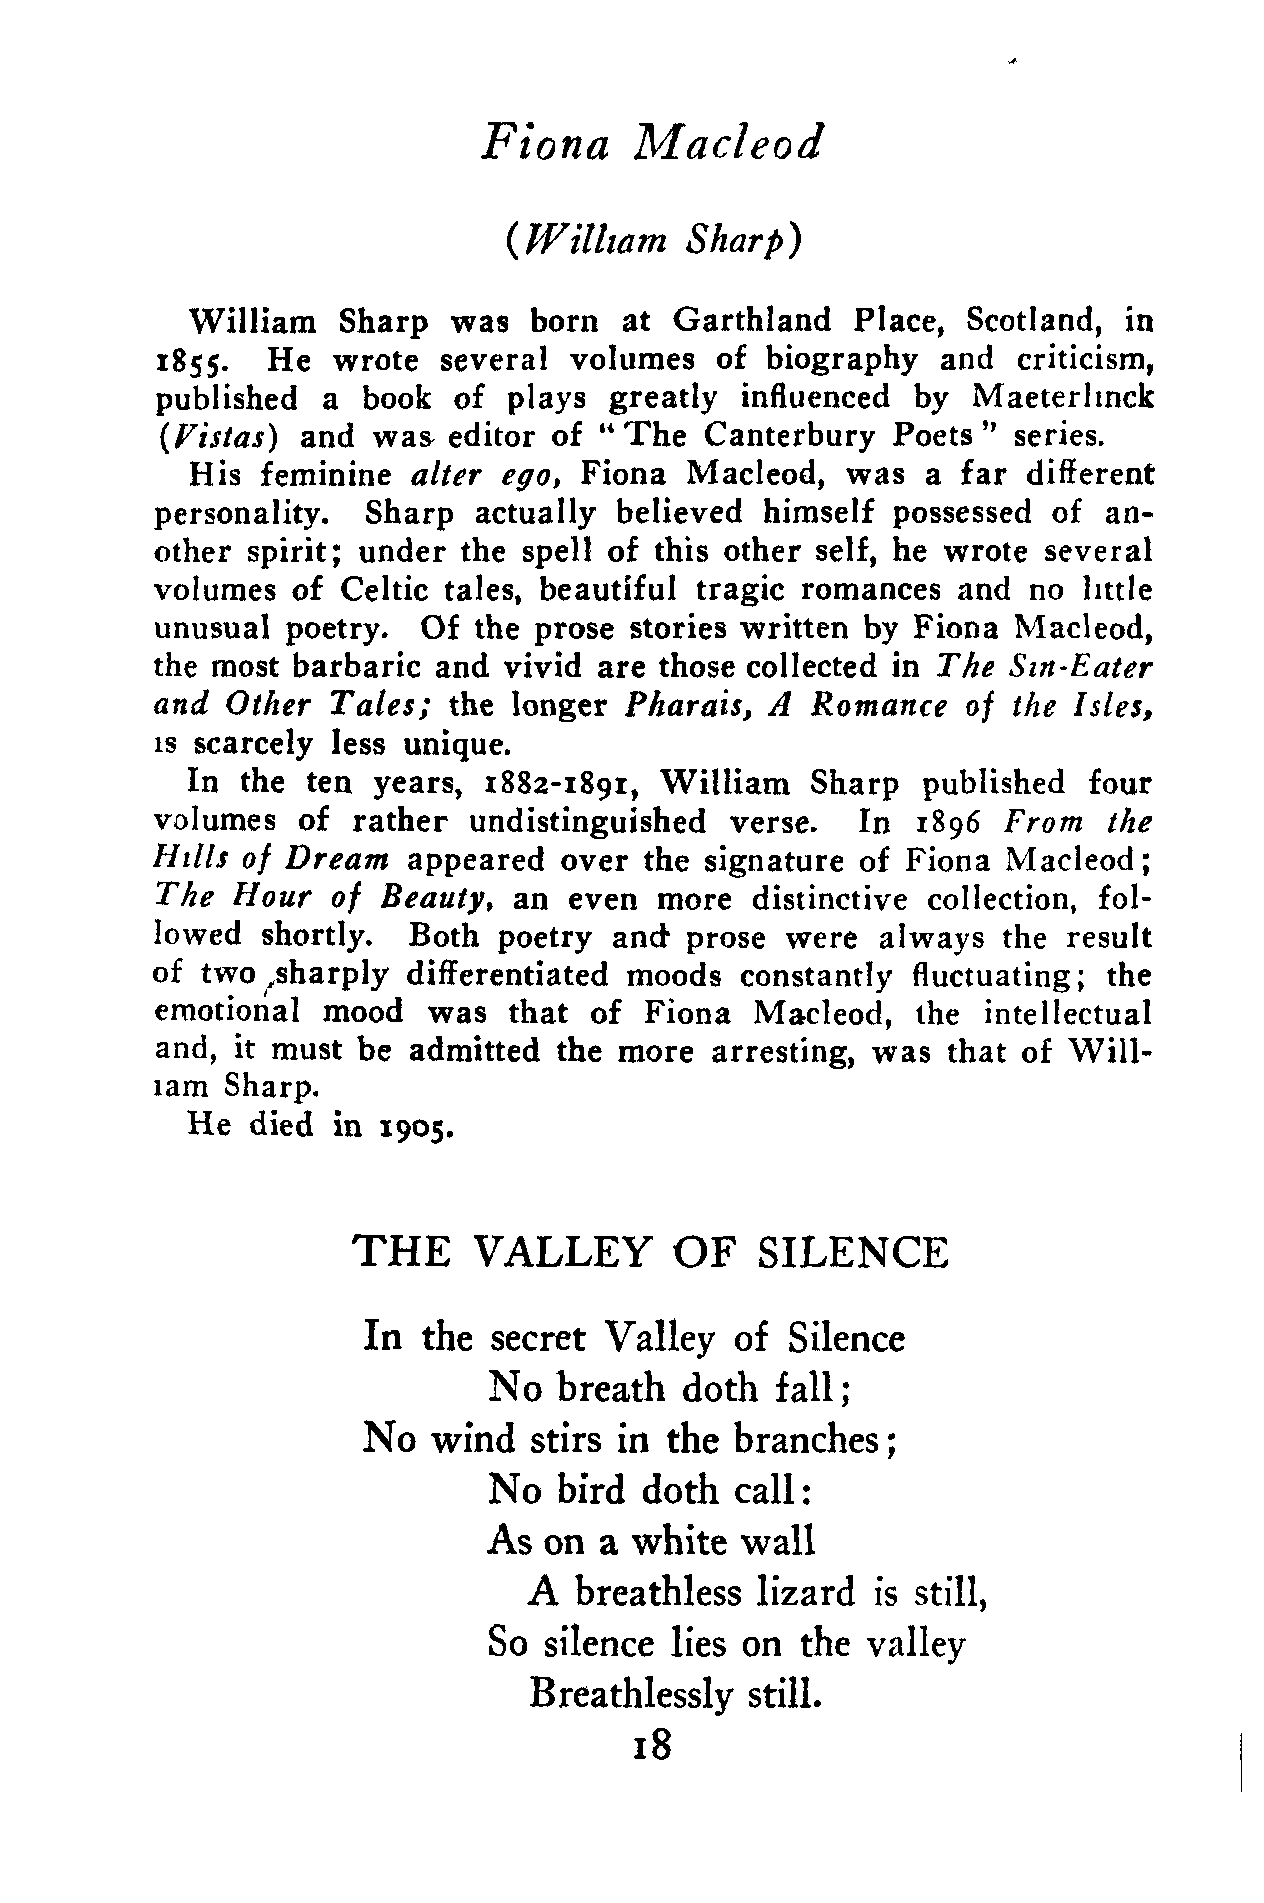 Fiona Macleod
(William Sharp)
William Sharp was born at Garthland Place, Scotland, in
1855. He wrote several volumes of biography and criticism,
published a book of plays greatly influenced by Maeterlinck
(Vistas) and was editor of “The Canterbury Poets” series.
His feminine alter ego, Fiona Macleod, was a far different
personality. Sharp actually believed himself possessed of an-
other spirit; under the spell of this other self, he wrote several
volumes of Celtic tales, beautiful tragic romances and no little
unusual poetry. Of the prose stories written by Fiona Macleod,
the most barbaric and vivid are those collected in The Sin-Eater
and Other Tales; the longer Pharais, A Romance of the Isles,
is scarcely less unique.
In the ten years, 1882-1891, William Sharp published four
volumes of rather undistinguished verse. In 1896 From the
Hills of Dream appeared over the signature of Fiona Macleod;
The Hour of Beauty, an even more distinctive collection, fol-
lowed shortly. Both poetry and prose were always the result
of two sharply differentiated moods constantly fluctuating; the
emotional mood was that of Fiona Macleod, the intellectual
and, it must be admitted the more arresting, was that of Will-
iam Sharp.
He died in 1905.
THE VALLEY OF SILENCE
In the secret Valley of Silence
No breath doth fall;
No wind stirs in the branches;
No bird doth call:
As on a white wall
A breathless lizard is still,
So silence lies on the valley
Breathlessly still.
18